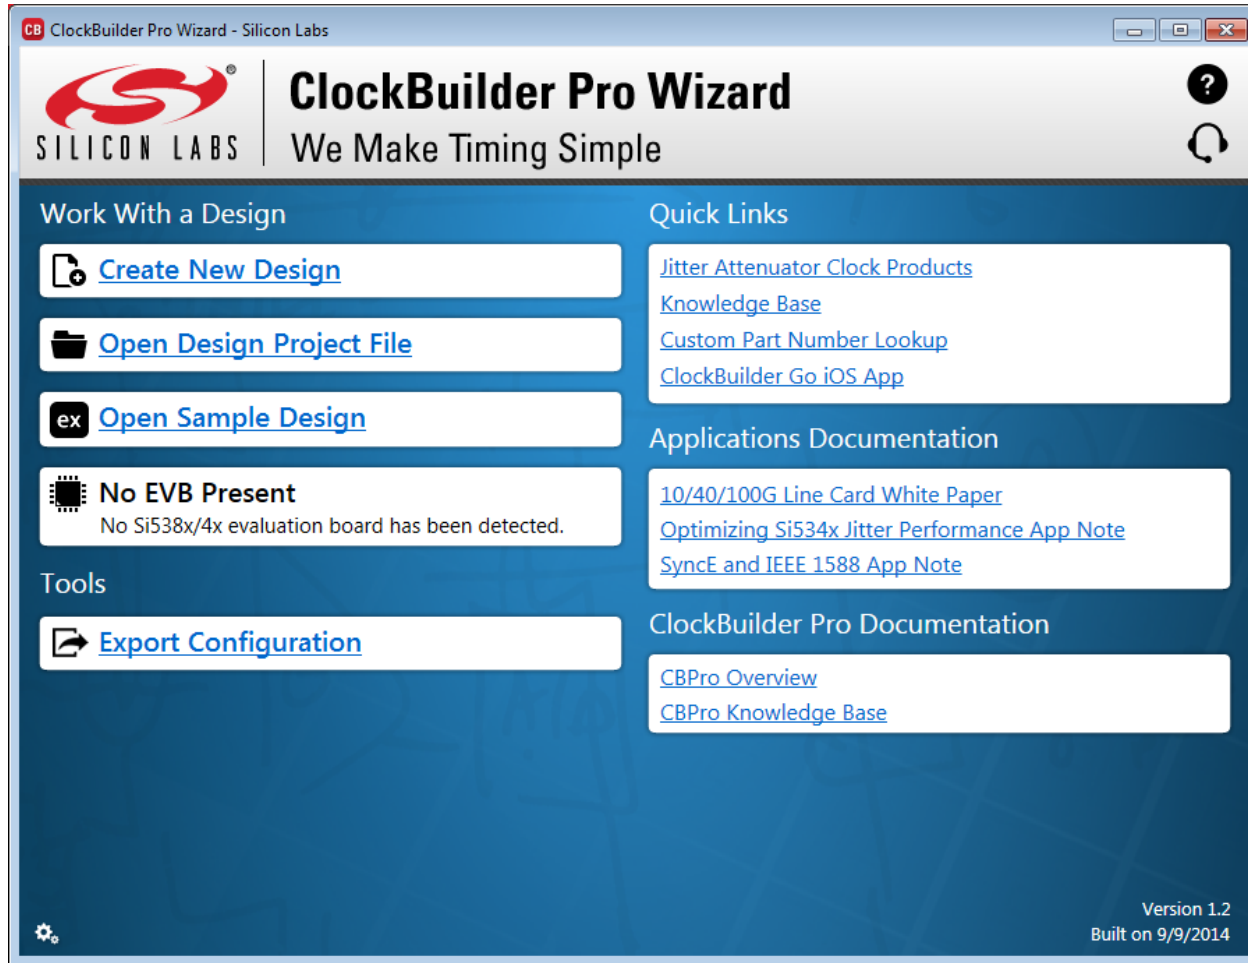 CB ClockBuilder Pro Wizard - Silicon Labs
SILICON LABS
®
ClockBuilder Pro Wizard
We Make Timing Simple
?
Work With a Design
Create New Design
Open Design Project File
ex Open Sample Design
No EVB Present
No Si538x/4x evaluation board has been detected.
Tools
Export Configuration
Quick Links
Jitter Attenuator Clock Products
Knowledge Base
Custom Part Number Lookup
ClockBuilder Go iOS App
Applications Documentation
10/40/100G Line Card White Paper
Optimizing Si534x Jitter Performance App Note
SyncE and IEEE 1588 App Note
ClockBuilder Pro Documentation
CBPro Overview
CBPro Knowledge Base
Version 1.2
Built on 9/9/2014